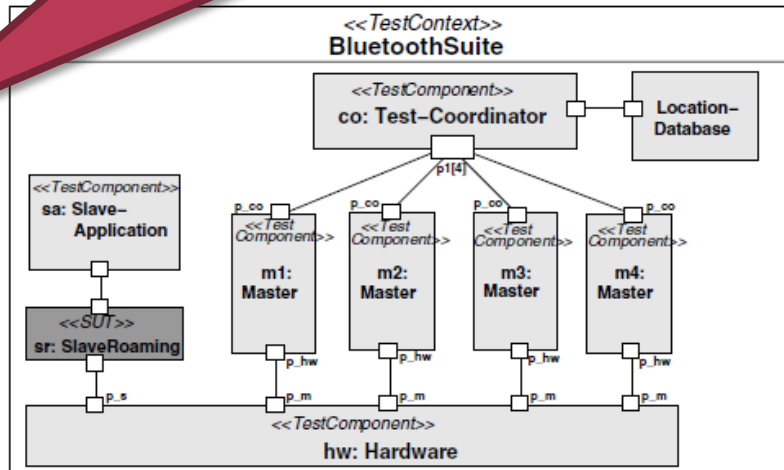 <<TestContext>>
BluetoothSuite
<<TestComponent>>
co: Test-Coordinator
Location-
Database
p1[4]
<<TestComponent>>
sa: Slave-
Application
p_co
<<Test
Component>>
m1:
Master
p_co
<<Test
Component>>
m2:
Master
p_co
<<Test
Component>>
m3:
Master
p_co
<<Test
Component>>
m4:
Master
<<SUT>>
sr: SlaveRoaming
p_hw
p_hw
p_hw
p_hw
p_s
p_m
p_m
p_m
p_m
<<TestComponent>>
hw: Hardware